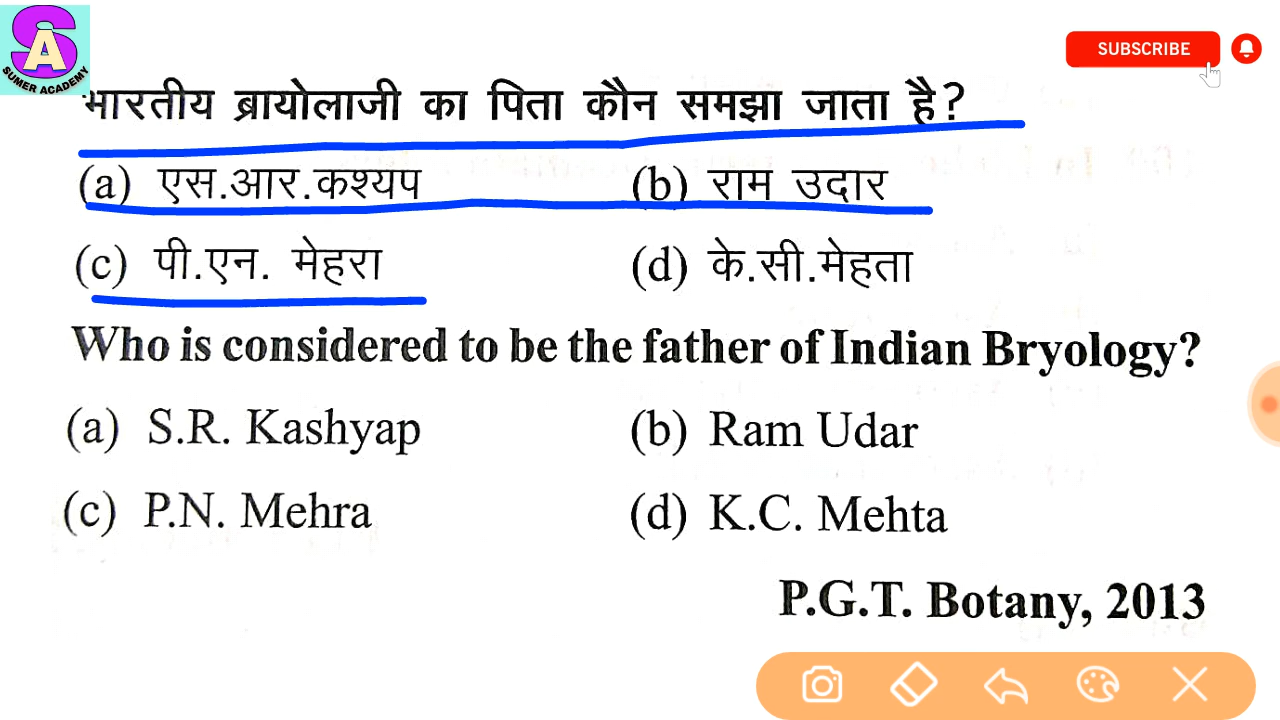 SA
SUMER ACADEMY
SUBSCRIBE
भारतीय ब्रायोलाजी का पिता कौन समझा जाता है?
(a) एस.आर.कश्यप (b) राम उदार
(c) पी.एन. मेहरा (d) के.सी.मेहता
Who is considered to be the father of Indian Bryology?
(a) S.R. Kashyap (b) Ram Udar
(c) P.N. Mehra (d) K.C. Mehta
P.G.T. Botany, 2013